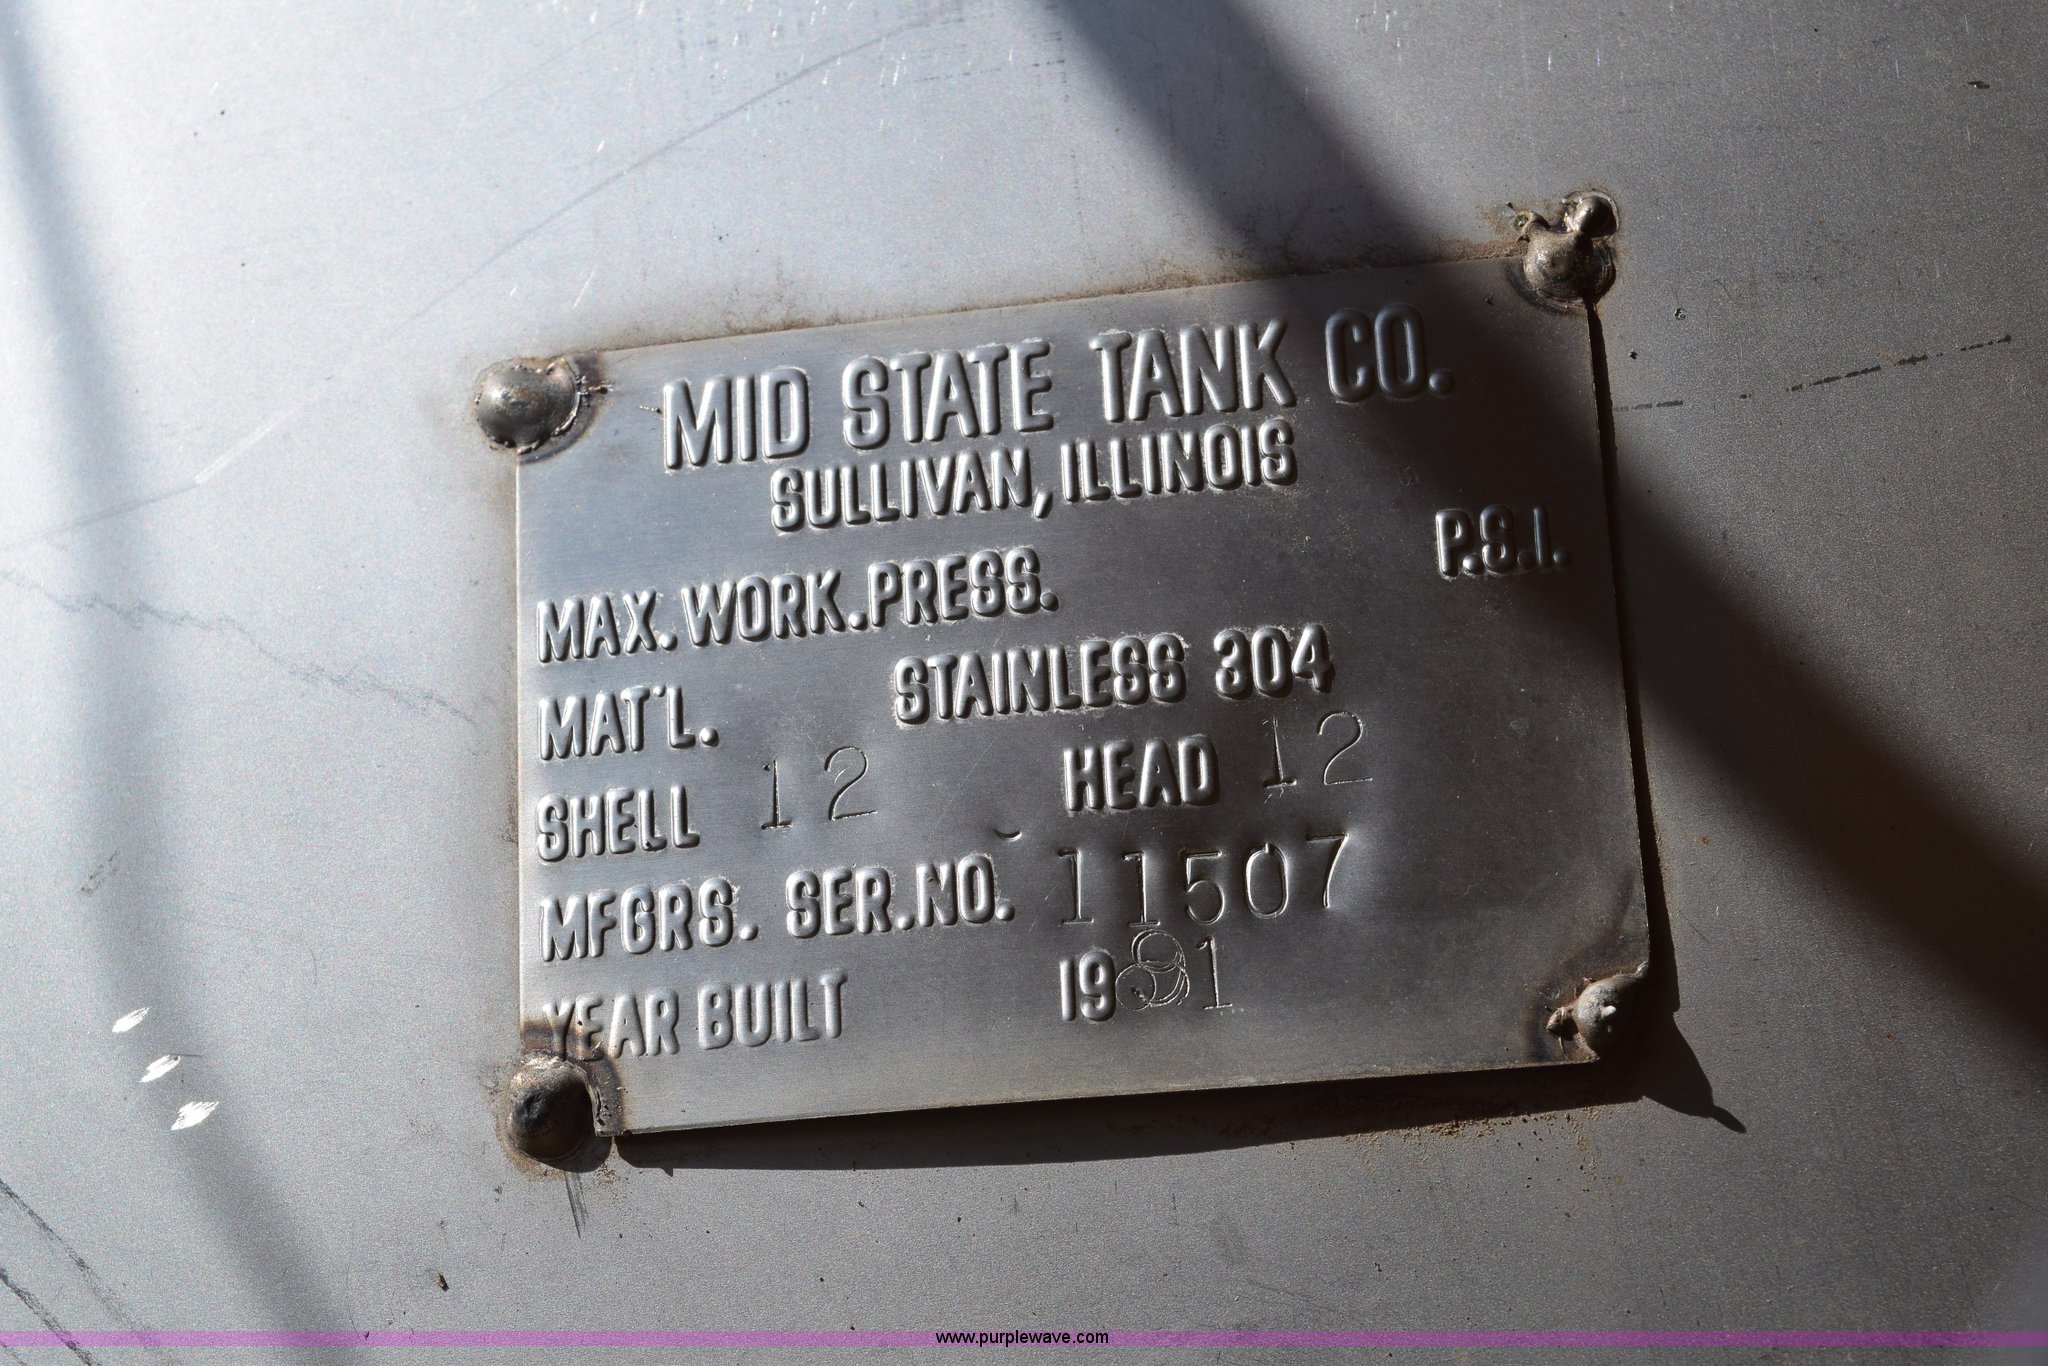 MID STATE TANK CO.
SULLIVAN, ILLINOIS
MAX. WORK. PRESS. P.S.I.
MAT'L. STAINLESS 304
SHELL 12 HEAD 12
MFGRS. SER. NO. 11507
YEAR BUILT
www.purplewave.com